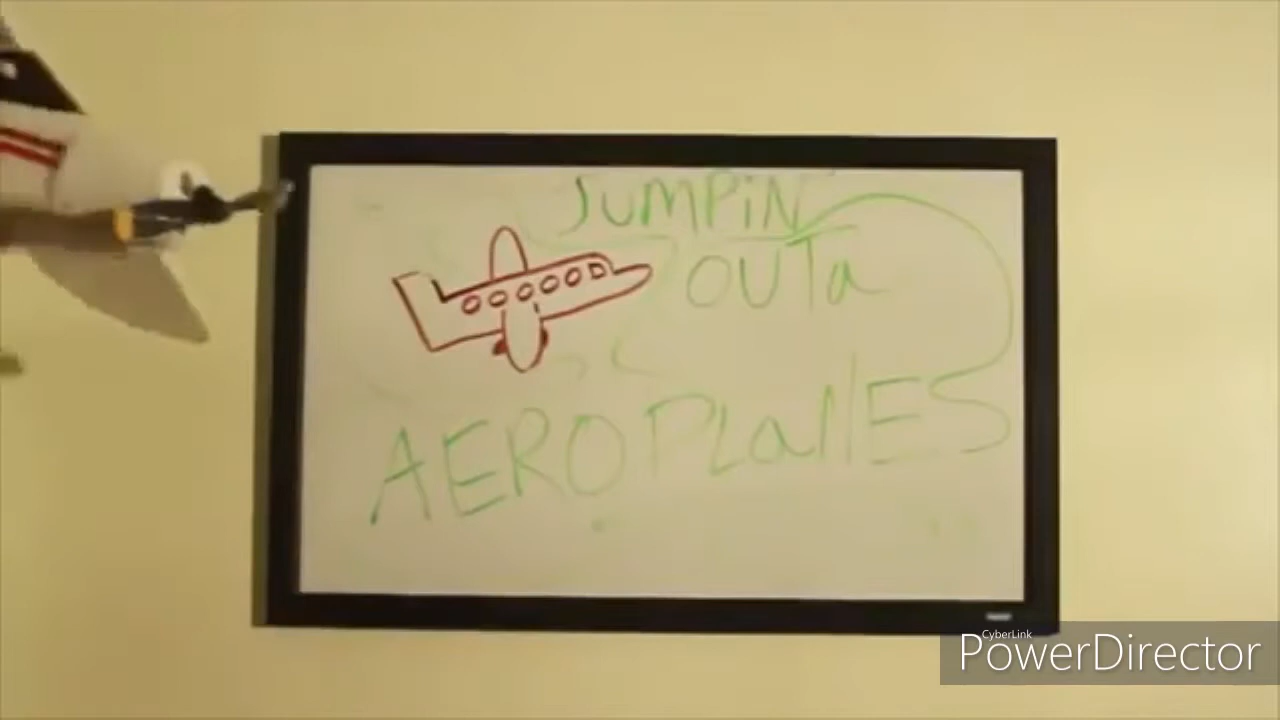 JUMPiN
OUTa
AEROPLanES
CyberLink
PowerDirector